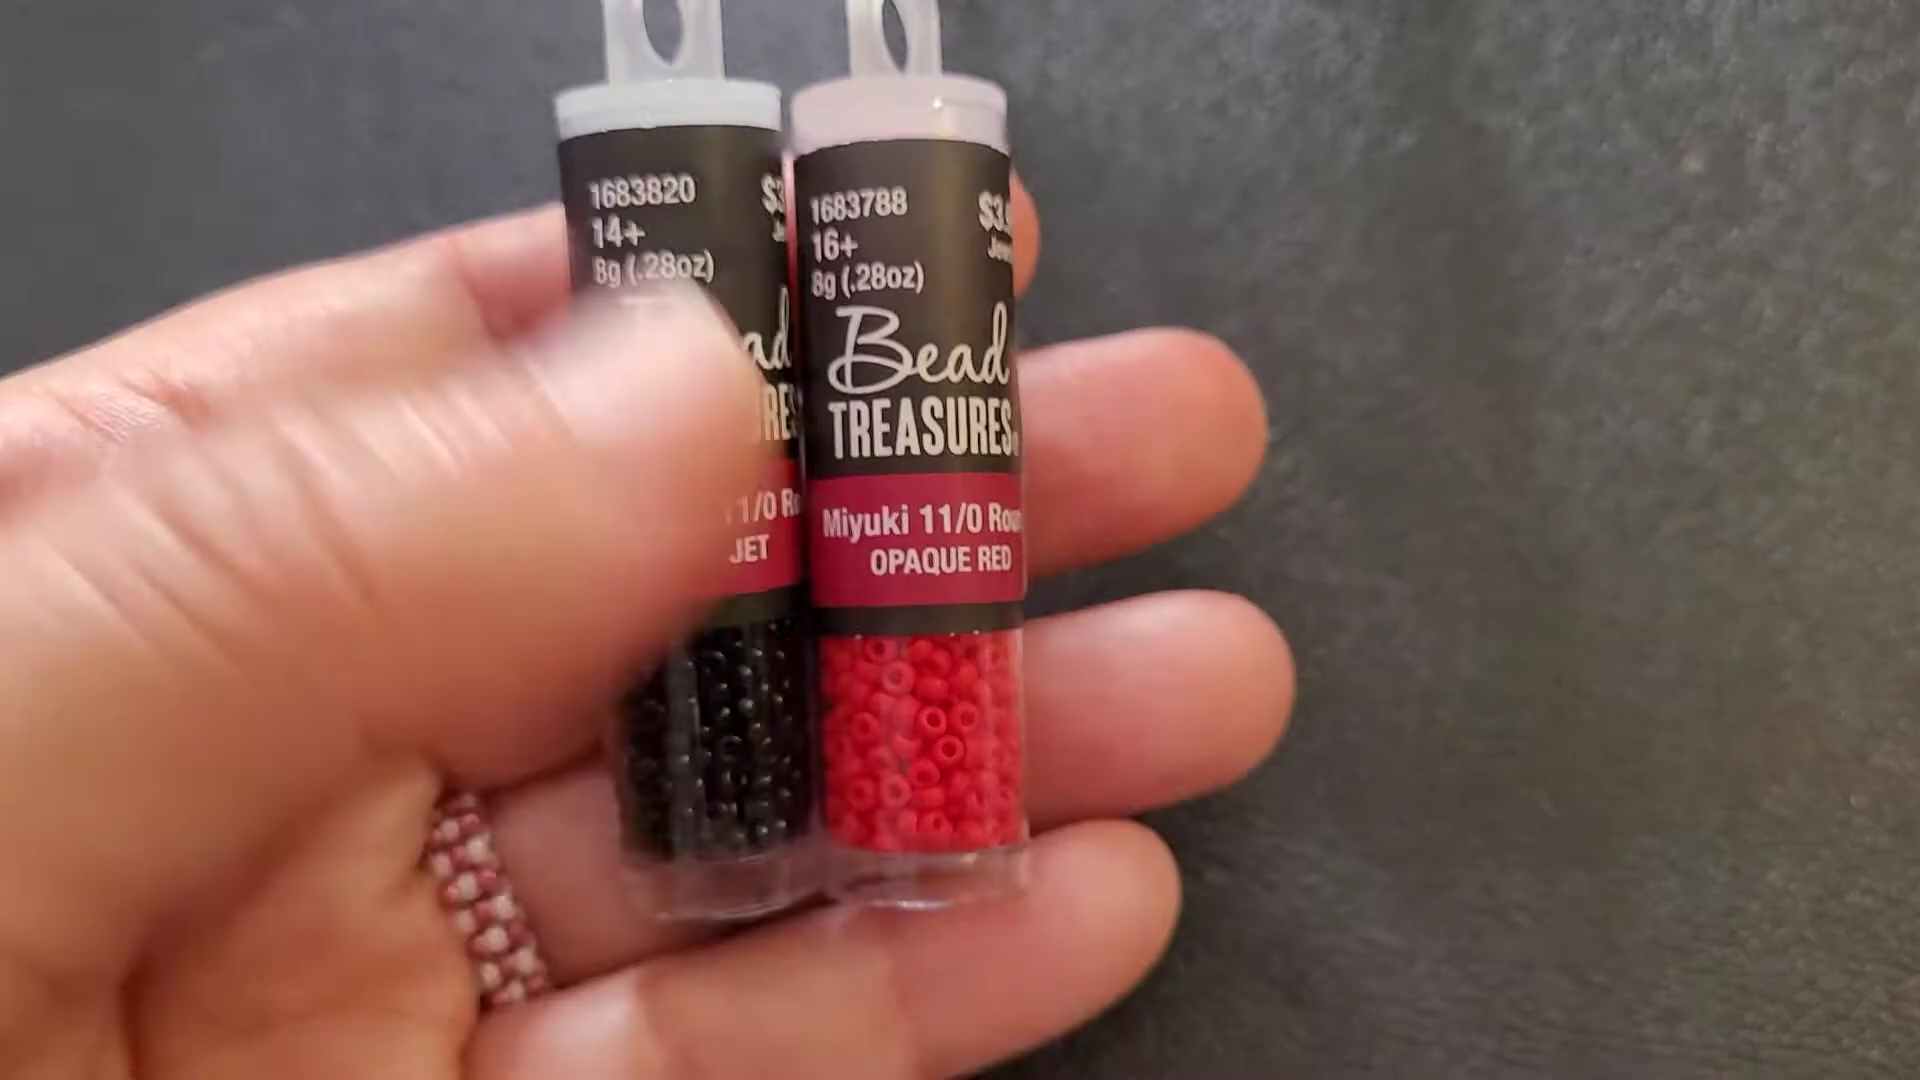 1683820
14+
8g (.28oz)
JET
1683788
16+
8g (.28oz)
Bead
TREASURES
Miyuki 11/0
OPAQUE RED